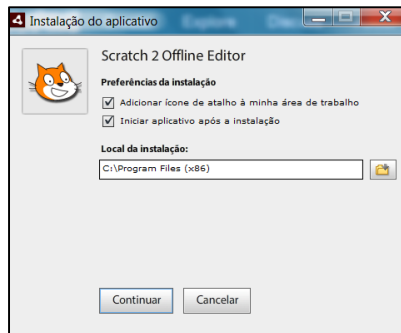 Instalação do aplicativo
Scratch 2 Offline Editor
Preferências da instalação
Adicionar ícone de atalho à minha área de trabalho
Iniciar aplicativo após a instalação
Local da instalação:
C:\Program Files (x86)
Continuar
Cancelar